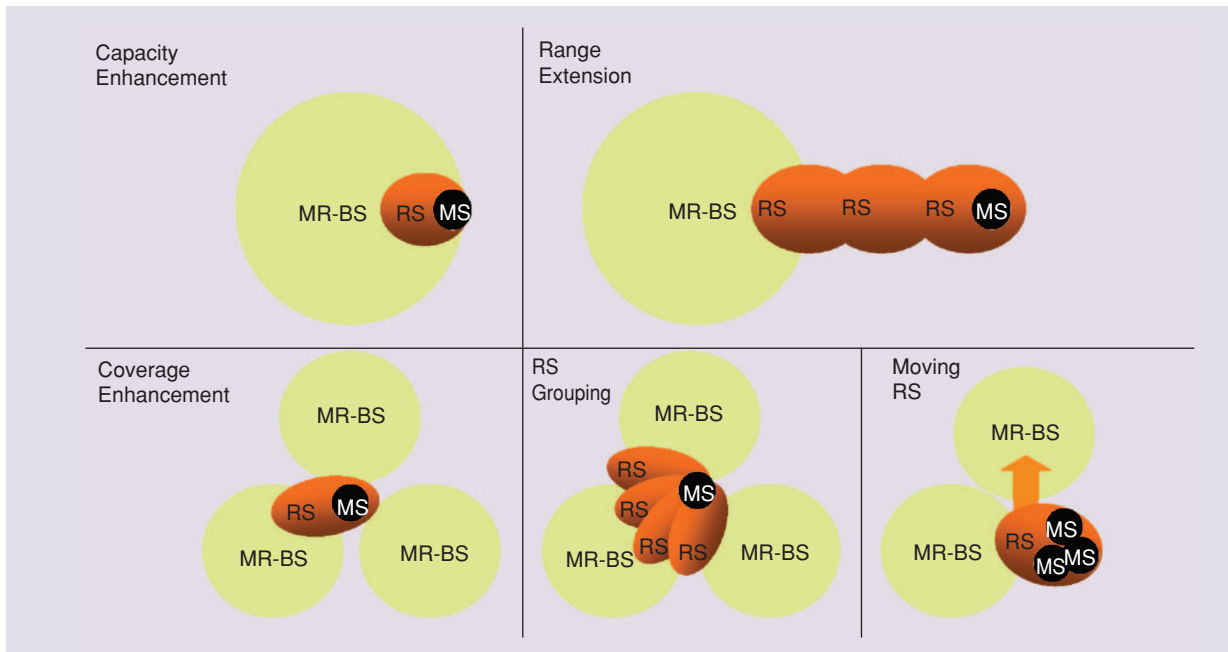 Capacity
Enhancement
MR-BS
RS
MS
Range
Extension
MR-BS
RS
RS
RS
MS
Coverage
Enhancement
MR-BS
RS
MS
MR-BS
MR-BS
RS
Grouping
MR-BS
RS
MS
RS
RS
RS
MR-BS
MR-BS
Moving
RS
MR-BS
MR-BS
RS
MS
MS
MS